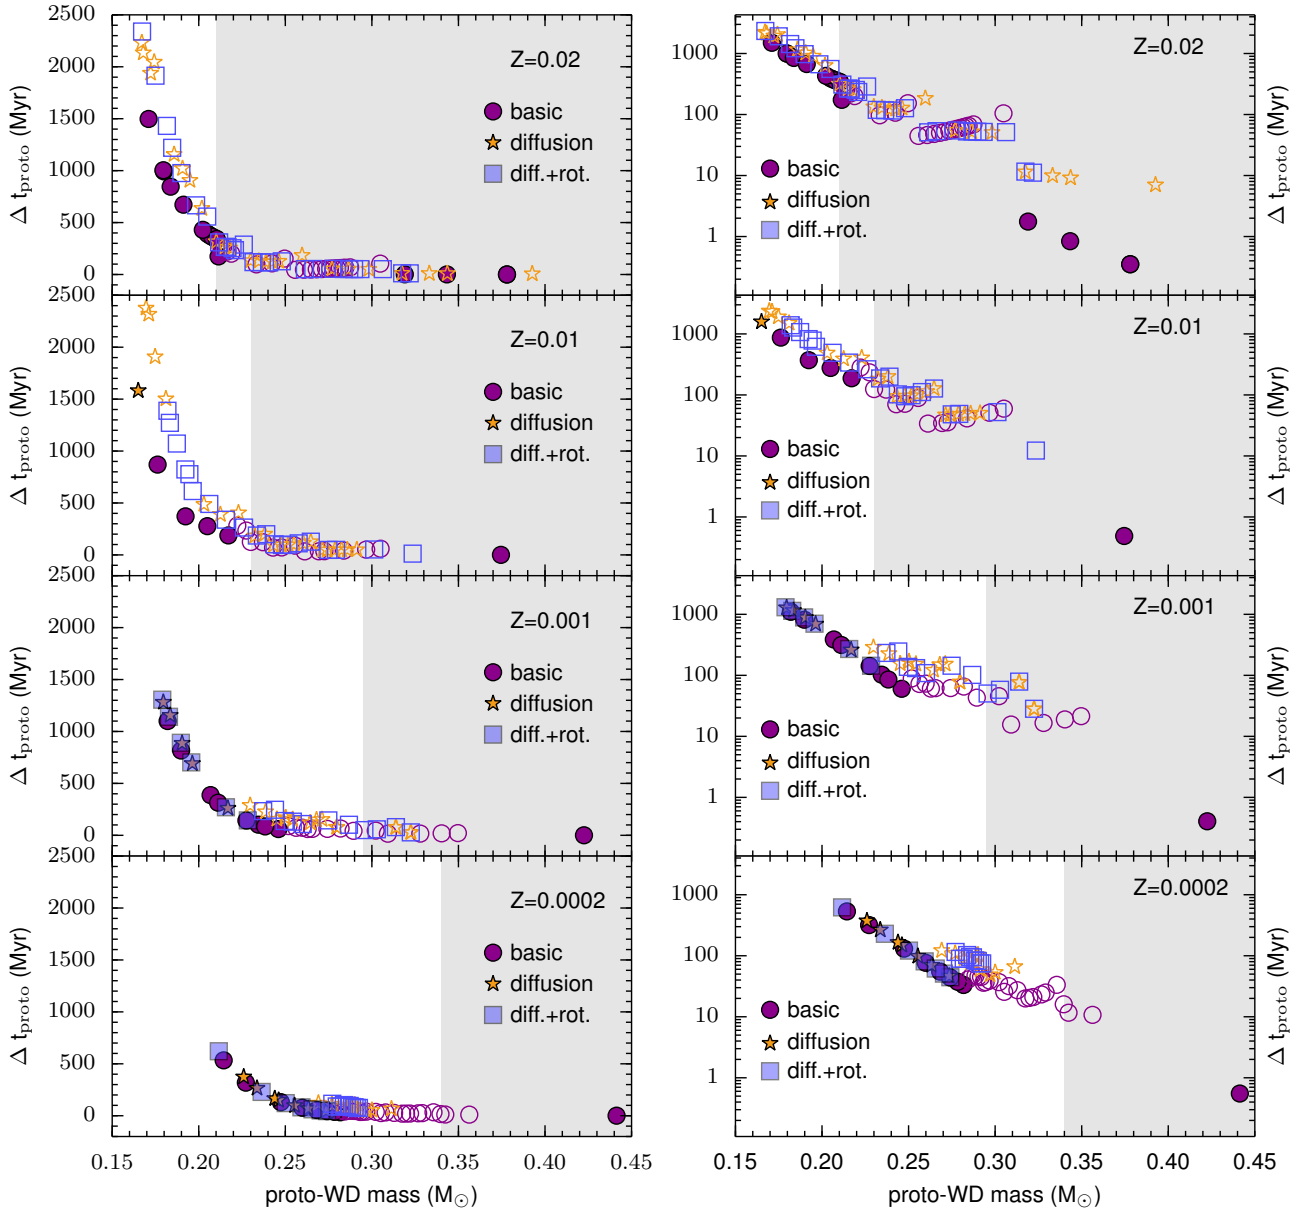 2500
2000
1500
1000
500
0
Δ t_proto (Myr)
Z=0.02
basic
diffusion
diff.+rot.
1000
100
10
1
Δ t_proto (Myr)
Z=0.02
basic
diffusion
diff.+rot.
2500
2000
1500
1000
500
0
Δ t_proto (Myr)
Z=0.01
basic
diffusion
diff.+rot.
1000
100
10
1
Δ t_proto (Myr)
Z=0.01
basic
diffusion
diff.+rot.
2500
2000
1500
1000
500
0
Δ t_proto (Myr)
Z=0.001
basic
diffusion
diff.+rot.
1000
100
10
1
Δ t_proto (Myr)
Z=0.001
basic
diffusion
diff.+rot.
2500
2000
1500
1000
500
0
Δ t_proto (Myr)
Z=0.0002
basic
diffusion
diff.+rot.
0.15 0.20 0.25 0.30 0.35 0.40 0.45
proto-WD mass (M☉)
1000
100
10
1
Δ t_proto (Myr)
Z=0.0002
basic
diffusion
diff.+rot.
0.15 0.20 0.25 0.30 0.35 0.40 0.45
proto-WD mass (M☉)